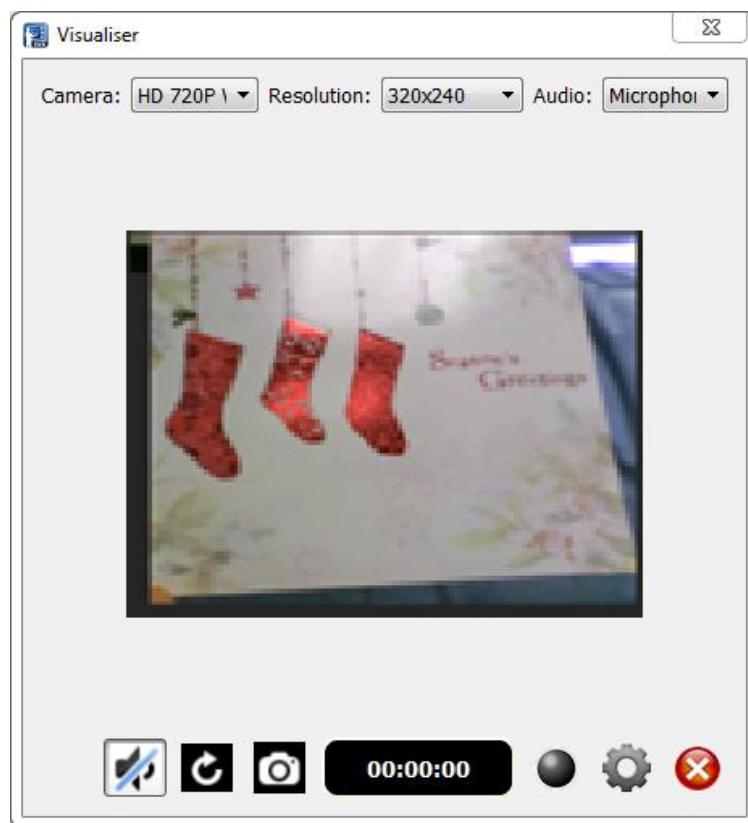 Visualiser
Camera: HD 720P \ Resolution: 320x240 Audio: Micropho
Season's
Greetings
00:00:00